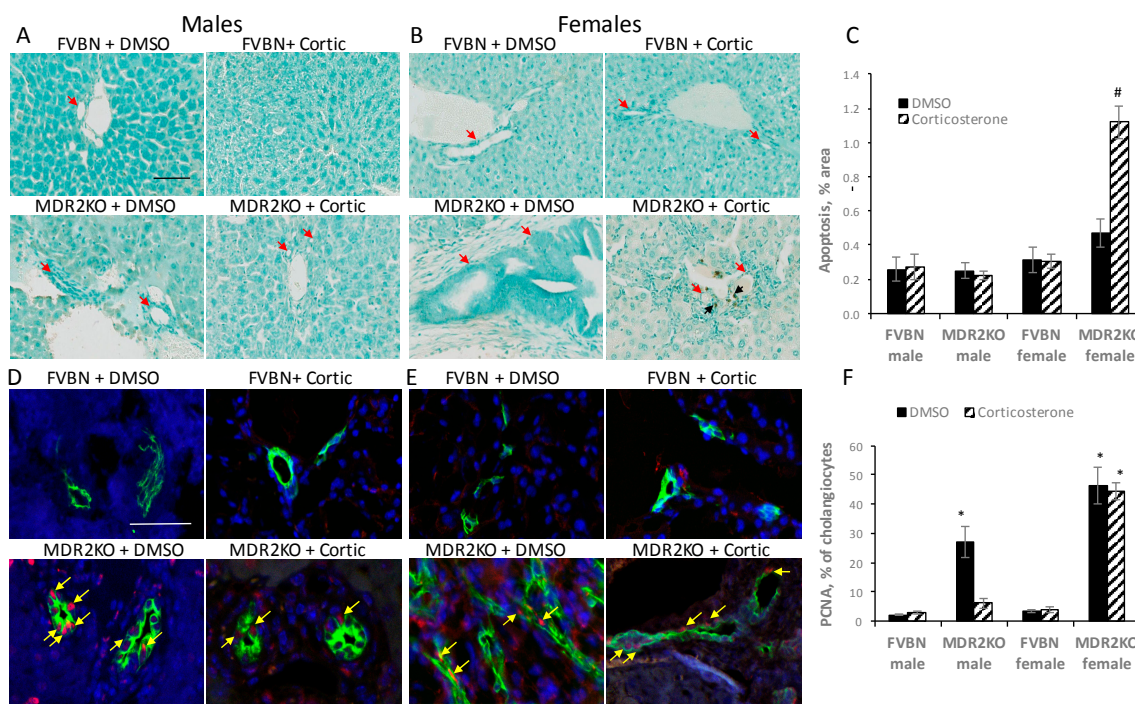 Males
Females
A
FVBN + DMSO
FVBN+ Cortic
B
FVBN + DMSO
FVBN + Cortic
MDR2KO + DMSO
MDR2KO + Cortic
MDR2KO + DMSO
MDR2KO + Cortic
C
Apoptosis, % area
1.4
1.2
1.0
-
0.8
0.6
0.4
0.2
0.0
DMSO
Corticosterone
#
FVBN male
MDR2KO male
FVBN female
MDR2KO female
D
FVBN + DMSO
FVBN+ Cortic
E
FVBN + DMSO
FVBN + Cortic
MDR2KO + DMSO
MDR2KO + Cortic
MDR2KO + DMSO
MDR2KO + Cortic
F
DMSO
Corticosterone
PCNA, % of cholangiocytes
60
50
40
30
20
10
0
*
*
*
FVBN male
MDR2KO male
FVBN female
MDR2KO female